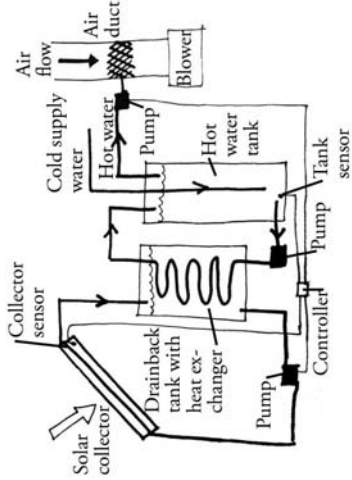 Collector
sensor
Solar
collector
Drainback
tank with
heat ex-
changer
Pump
Controller
Pump
Tank
sensor
Hot
water
tank
Cold supply
water
Hot water
Pump
Air
flow
Air
duct
Blower